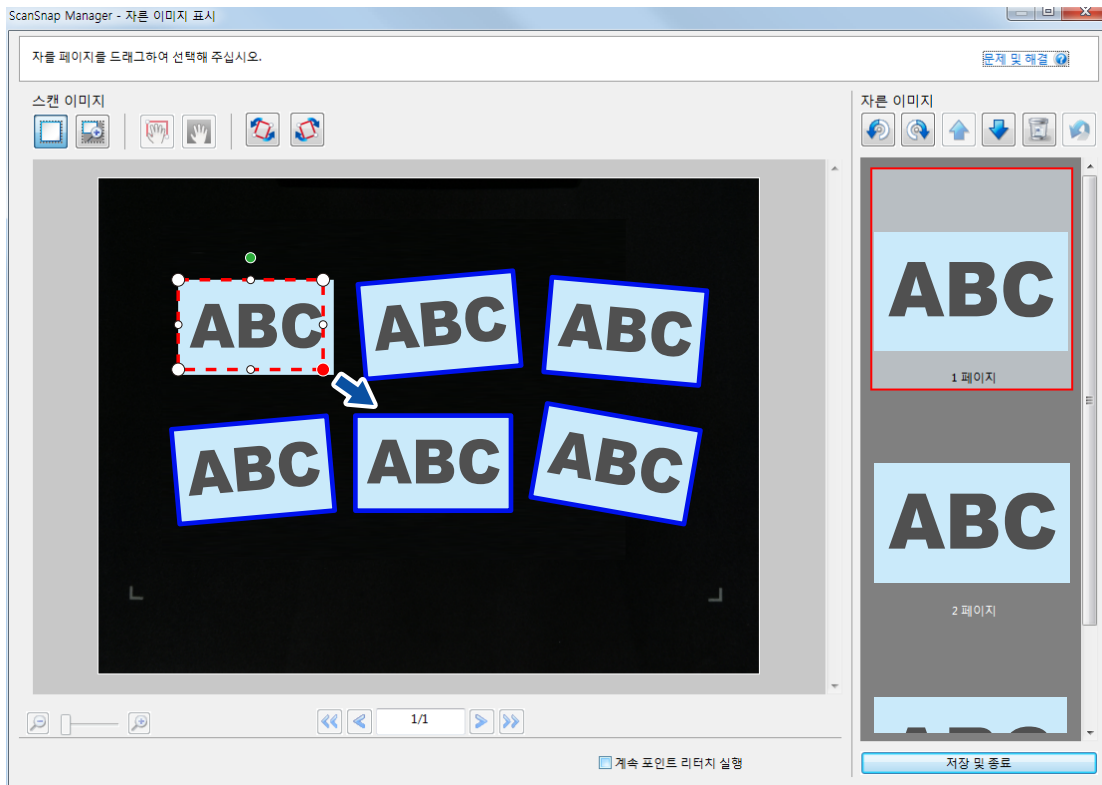 ScanSnap Manager - 자른 이미지 표시
자를 페이지를 드래그하여 선택해 주십시오.
문제 및 해결 ?
스캔 이미지
자른 이미지
ABC
ABC
ABC
ABC
ABC
ABC
ABC
1 페이지
ABC
2 페이지
1/1
계속 포인트 리터치 실행
저장 및 종료